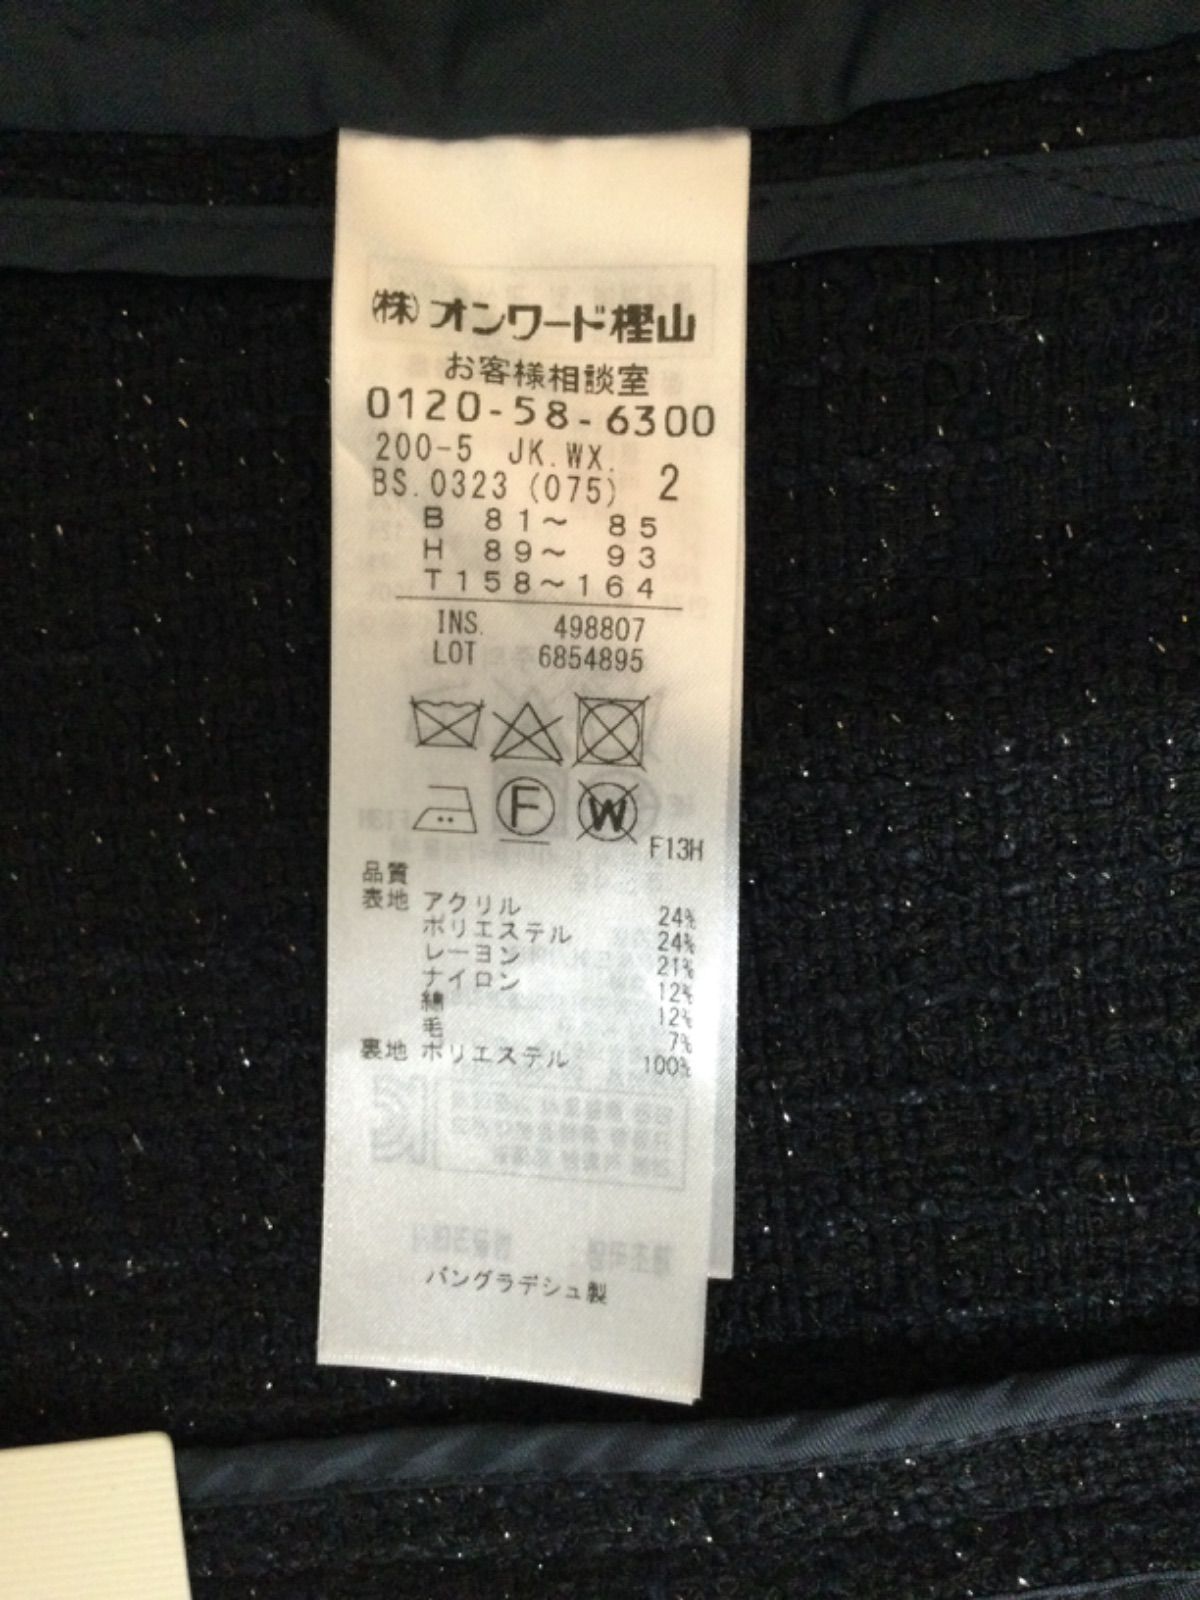 ㈱オンワード樫山
お客様相談室
0120-58-6300
200-5 JK.WX.
BS.0323 (075) 2
B 81～ 85
H 89～ 93
T158～164
INS. 498807
LOT 6854895
F
W
F13H
品質
表地 アクリル 24%
ポリエステル 24%
レーヨン 21%
ナイロン 12%
綿 12%
毛 7%
裏地 ポリエステル 100%
バングラデシュ製